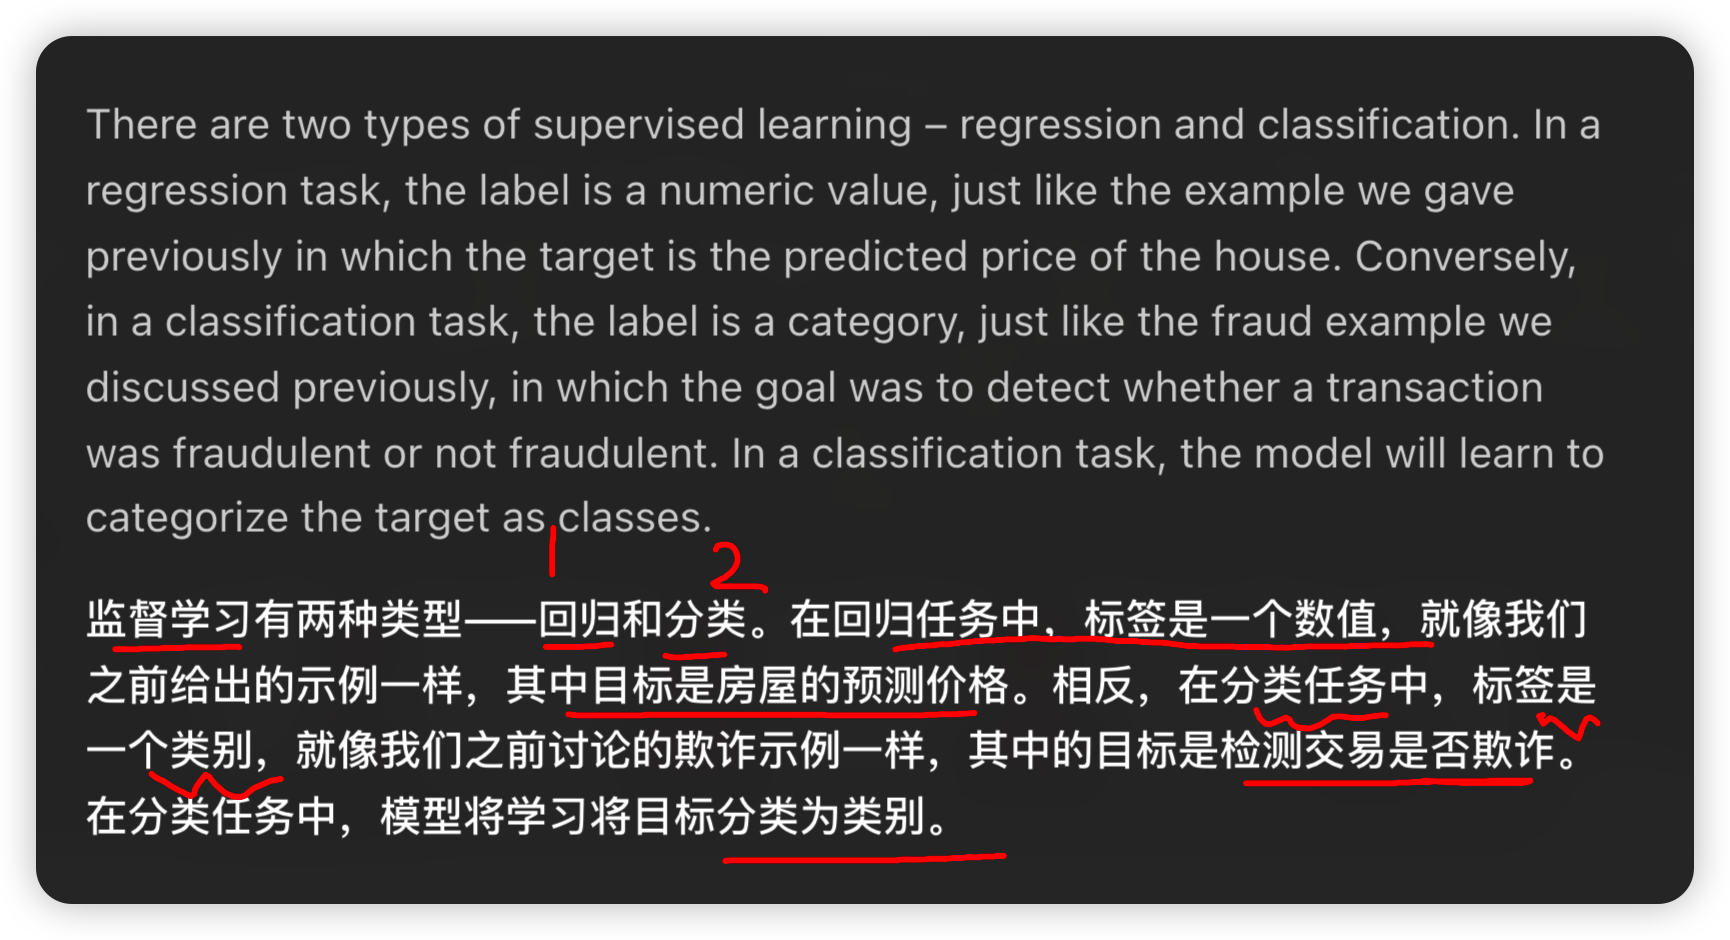 There are two types of supervised learning – regression and classification. In a
regression task, the label is a numeric value, just like the example we gave
previously in which the target is the predicted price of the house. Conversely,
in a classification task, the label is a category, just like the fraud example we
discussed previously, in which the goal was to detect whether a transaction
was fraudulent or not fraudulent. In a classification task, the model will learn to
categorize the target as classes.
1 2
监督学习有两种类型——回归和分类。在回归任务中，标签是一个数值，就像我们
之前给出的示例一样，其中目标是房屋的预测价格。相反，在分类任务中，标签是
一个类别，就像我们之前讨论的欺诈示例一样，其中的目标是检测交易是否欺诈。
在分类任务中，模型将学习将目标分类为类别。